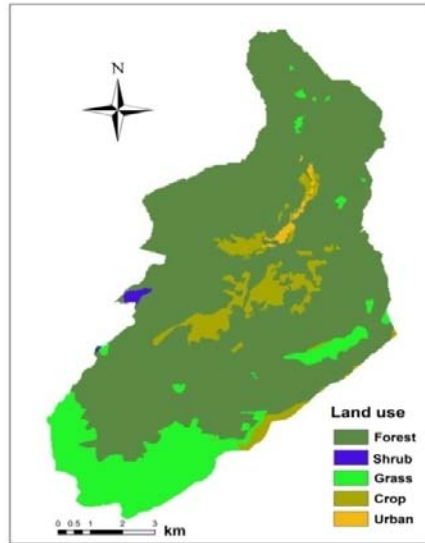 N
Land use
Forest
Shrub
Grass
Crop
Urban
0 0.5 1 2 3 km